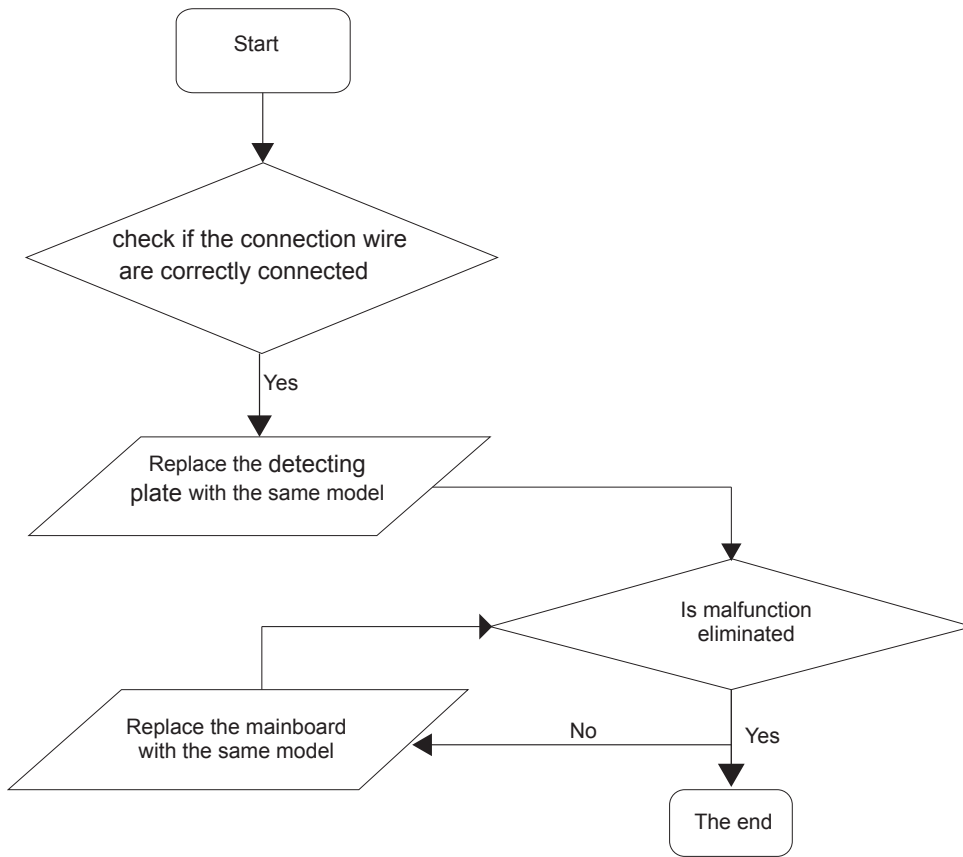 Start
check if the connection wire
are correctly connected
Yes
Replace the detecting
plate with the same model
Is malfunction
eliminated
Replace the mainboard
with the same model
No
Yes
The end